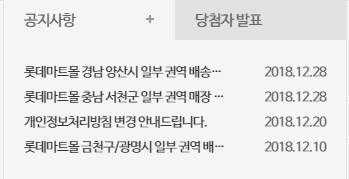 공지사항 + 당첨자 발표
롯데마트몰 경남 양산시 일부 권역 배송… 2018.12.28
롯데마트몰 충남 서천군 일부 권역 매장 … 2018.12.28
개인정보처리방침 변경 안내드립니다. 2018.12.20
롯데마트몰 금천구/광명시 일부 권역 배… 2018.12.10